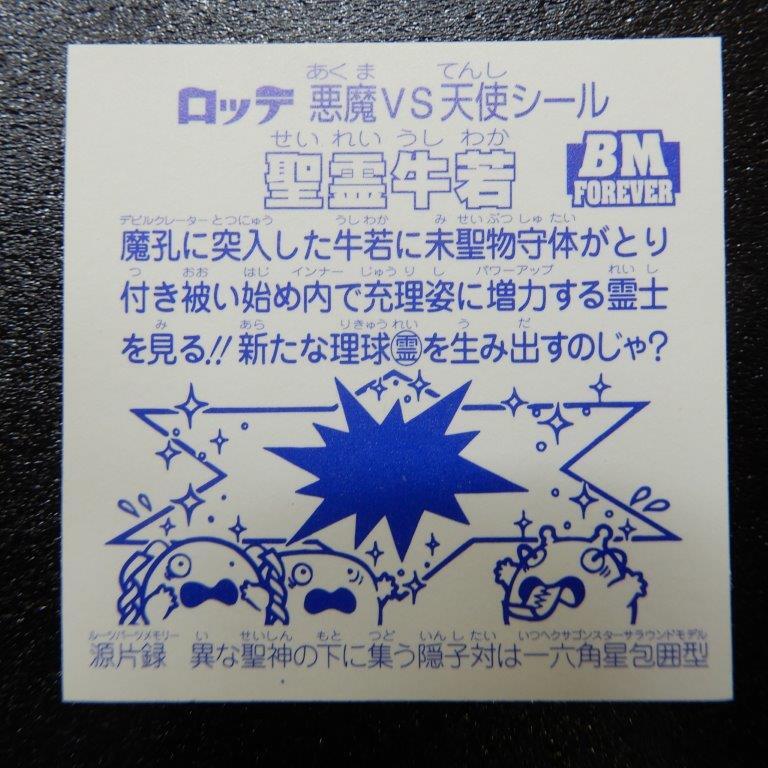 あくま てんし
ロッテ 悪魔VS天使シール
せいれいうしわか
聖霊牛若
BM
FOREVER
デビルクレーター とつにゅう うしわか み せいぶつ しゅ たい
魔孔に突入した牛若に未聖物守体がとり
つ おお はじ インナー じゅう り し パワーアップ れいし
付き被い始め内で充理姿に増力する霊士
み あら りきゅう れい う だ
を見る!!新たな理球㊋を生み出すのじゃ?
ルーツパーツメモリー い せいしん もと つど いん し たい いつヘクサゴンスターサラウンドモデル
源片録 異な聖神の下に集う隠子対は一六角星包囲型